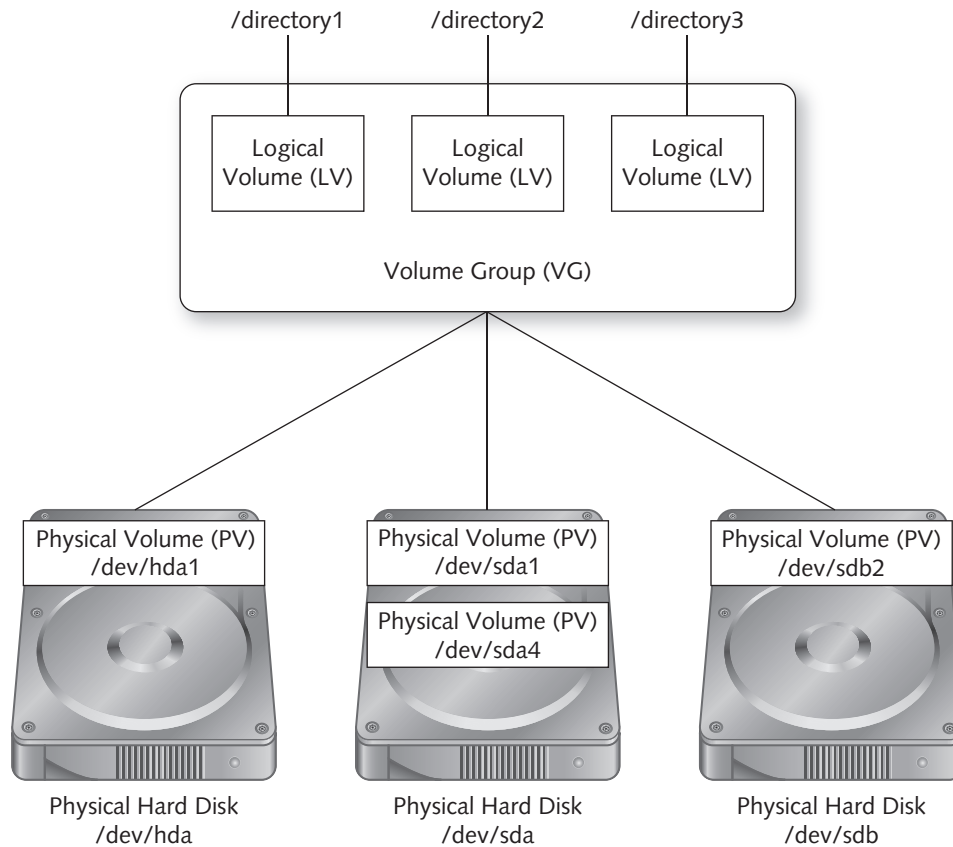 /directory1
/directory2
/directory3
Logical
Volume (LV)
Logical
Volume (LV)
Logical
Volume (LV)
Volume Group (VG)
Physical Volume (PV)
/dev/hda1
Physical Volume (PV)
/dev/sda1
Physical Volume (PV)
/dev/sda4
Physical Volume (PV)
/dev/sdb2
Physical Hard Disk
/dev/hda
Physical Hard Disk
/dev/sda
Physical Hard Disk
/dev/sdb